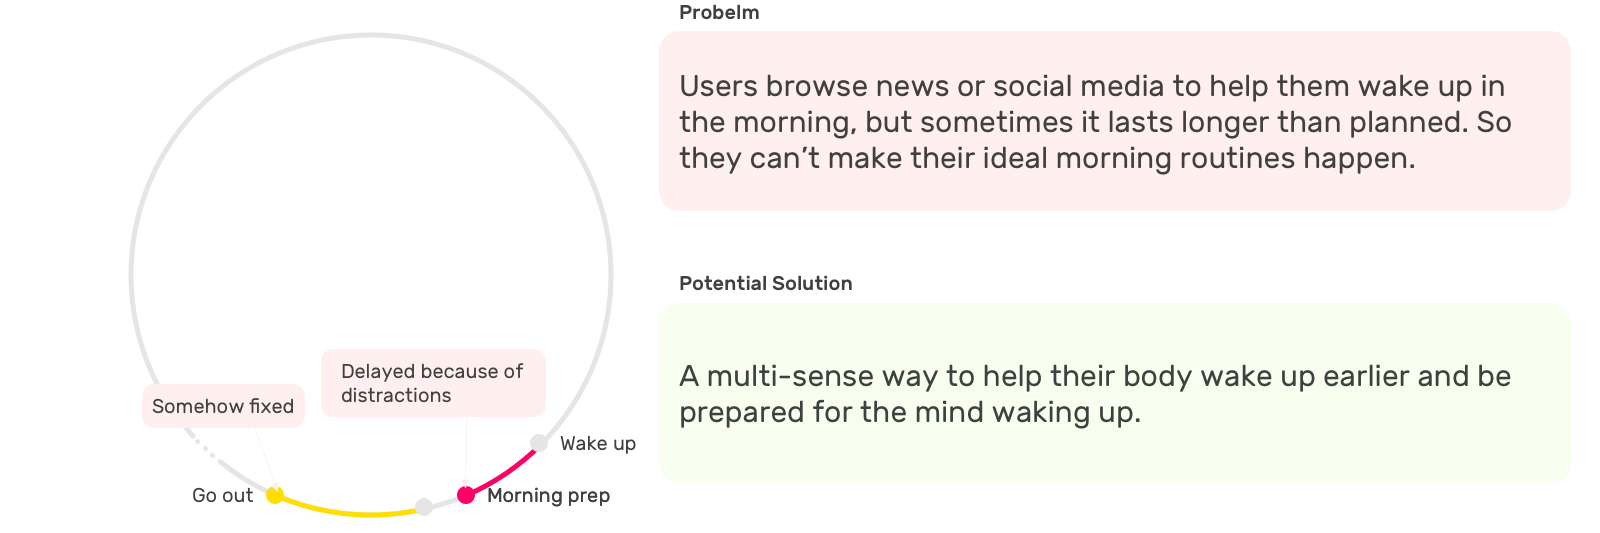 Probelm
Users browse news or social media to help them wake up in
the morning, but sometimes it lasts longer than planned. So
they can’t make their ideal morning routines happen.
Potential Solution
A multi-sense way to help their body wake up earlier and be
prepared for the mind waking up.
Delayed because of
distractions
Somehow fixed
Wake up
Go out
Morning prep